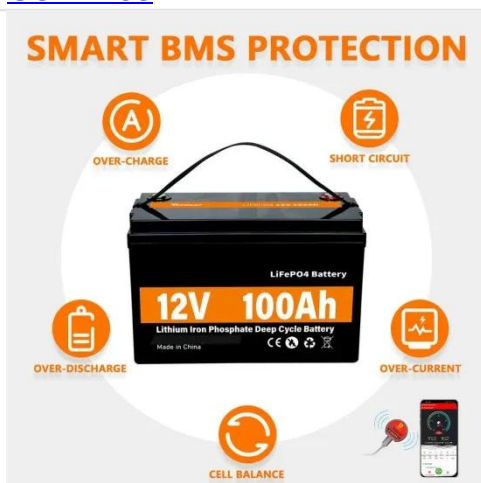 SMART BMS PROTECTION
OVER-CHARGE
SHORT CIRCUIT
LiFePO4 Battery
12V 100Ah
Lithium Iron Phosphate Deep Cycle Battery
Made in China
CE
OVER-DISCHARGE
OVER-CURRENT
CELL BALANCE